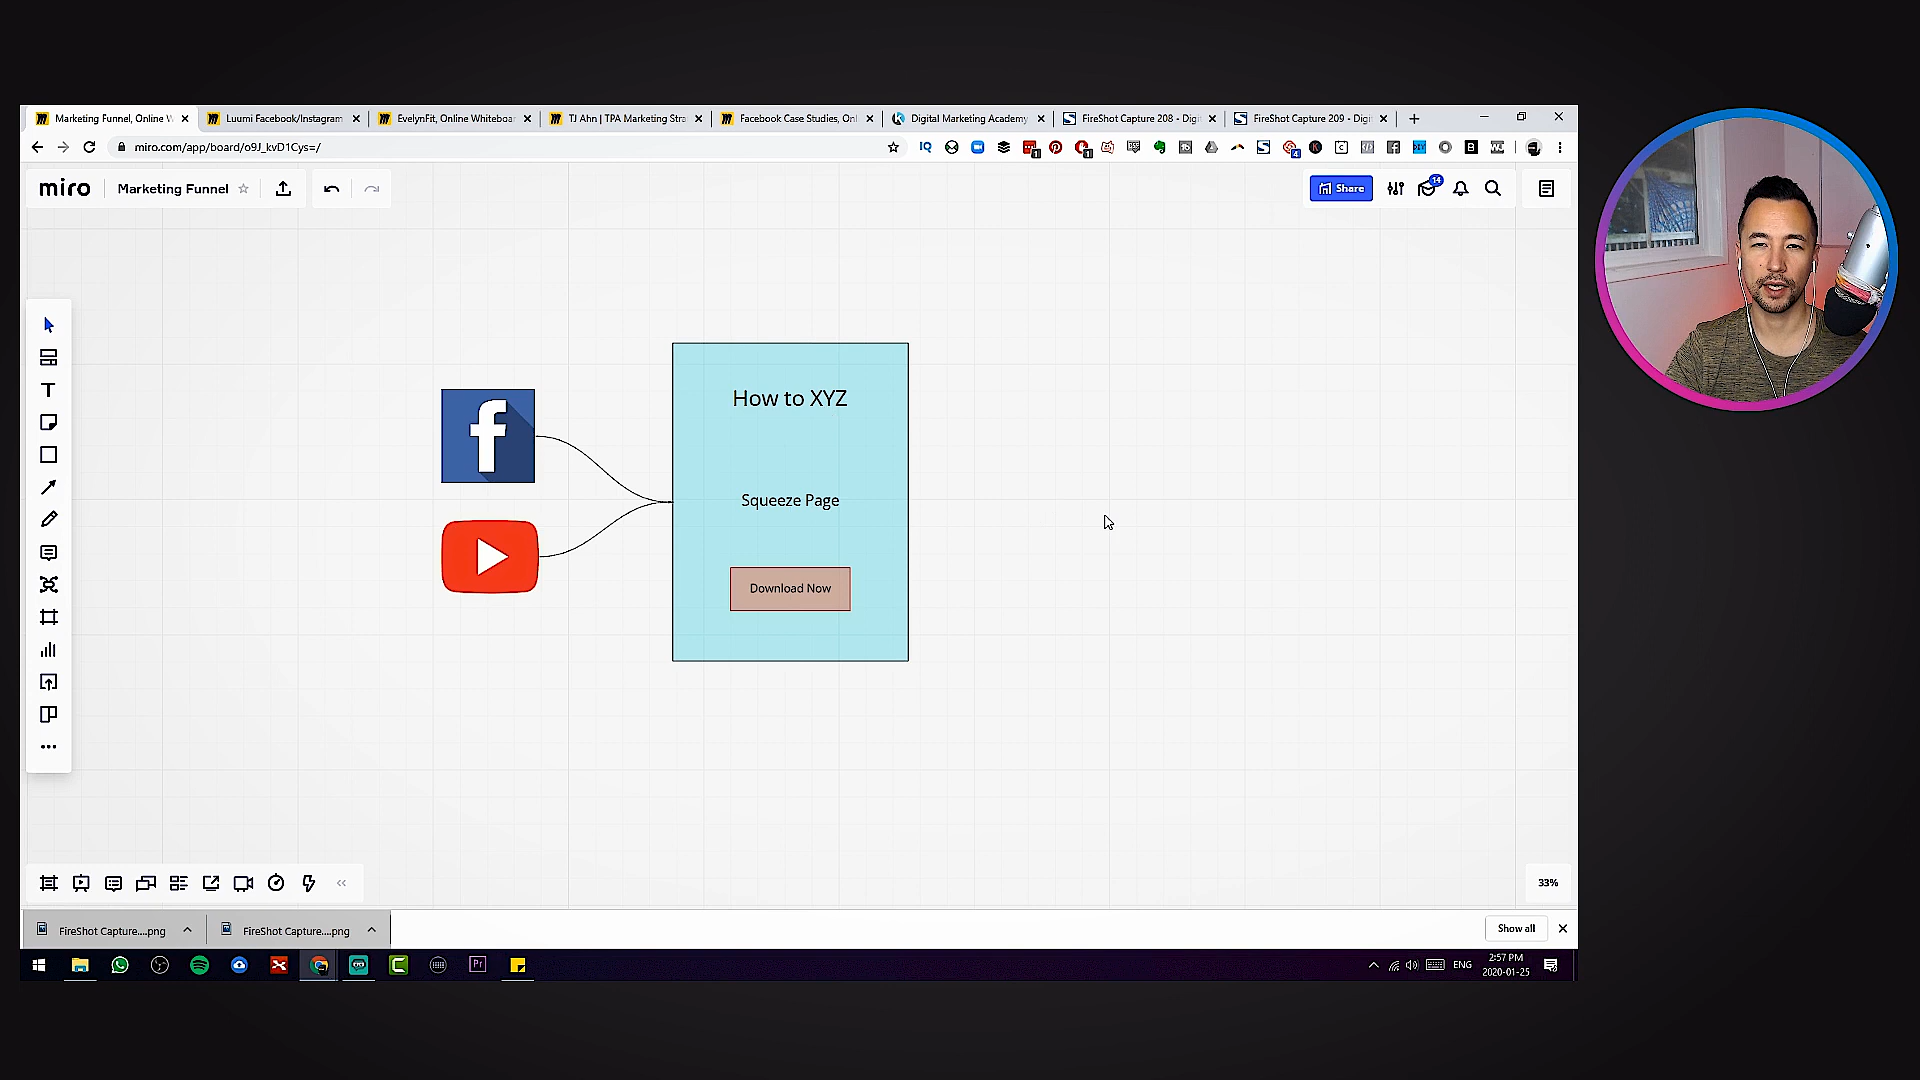 Marketing Funnel, Online W
Luumi Facebook/Instagram
EvelynFit, Online Whiteboar
TJ Ahn | TPA Marketing Stra
Facebook Case Studies, Onl
Digital Marketing Academy
FireShot Capture 208 - Digi
FireShot Capture 209 - Digi
miro.com/app/board/o9J_kvD1Cys=/
miro
Marketing Funnel
Share
14
How to XYZ
Squeeze Page
Download Now
33%
FireShot Capture....png
FireShot Capture....png
Show all
ENG
2:57 PM
2020-01-25